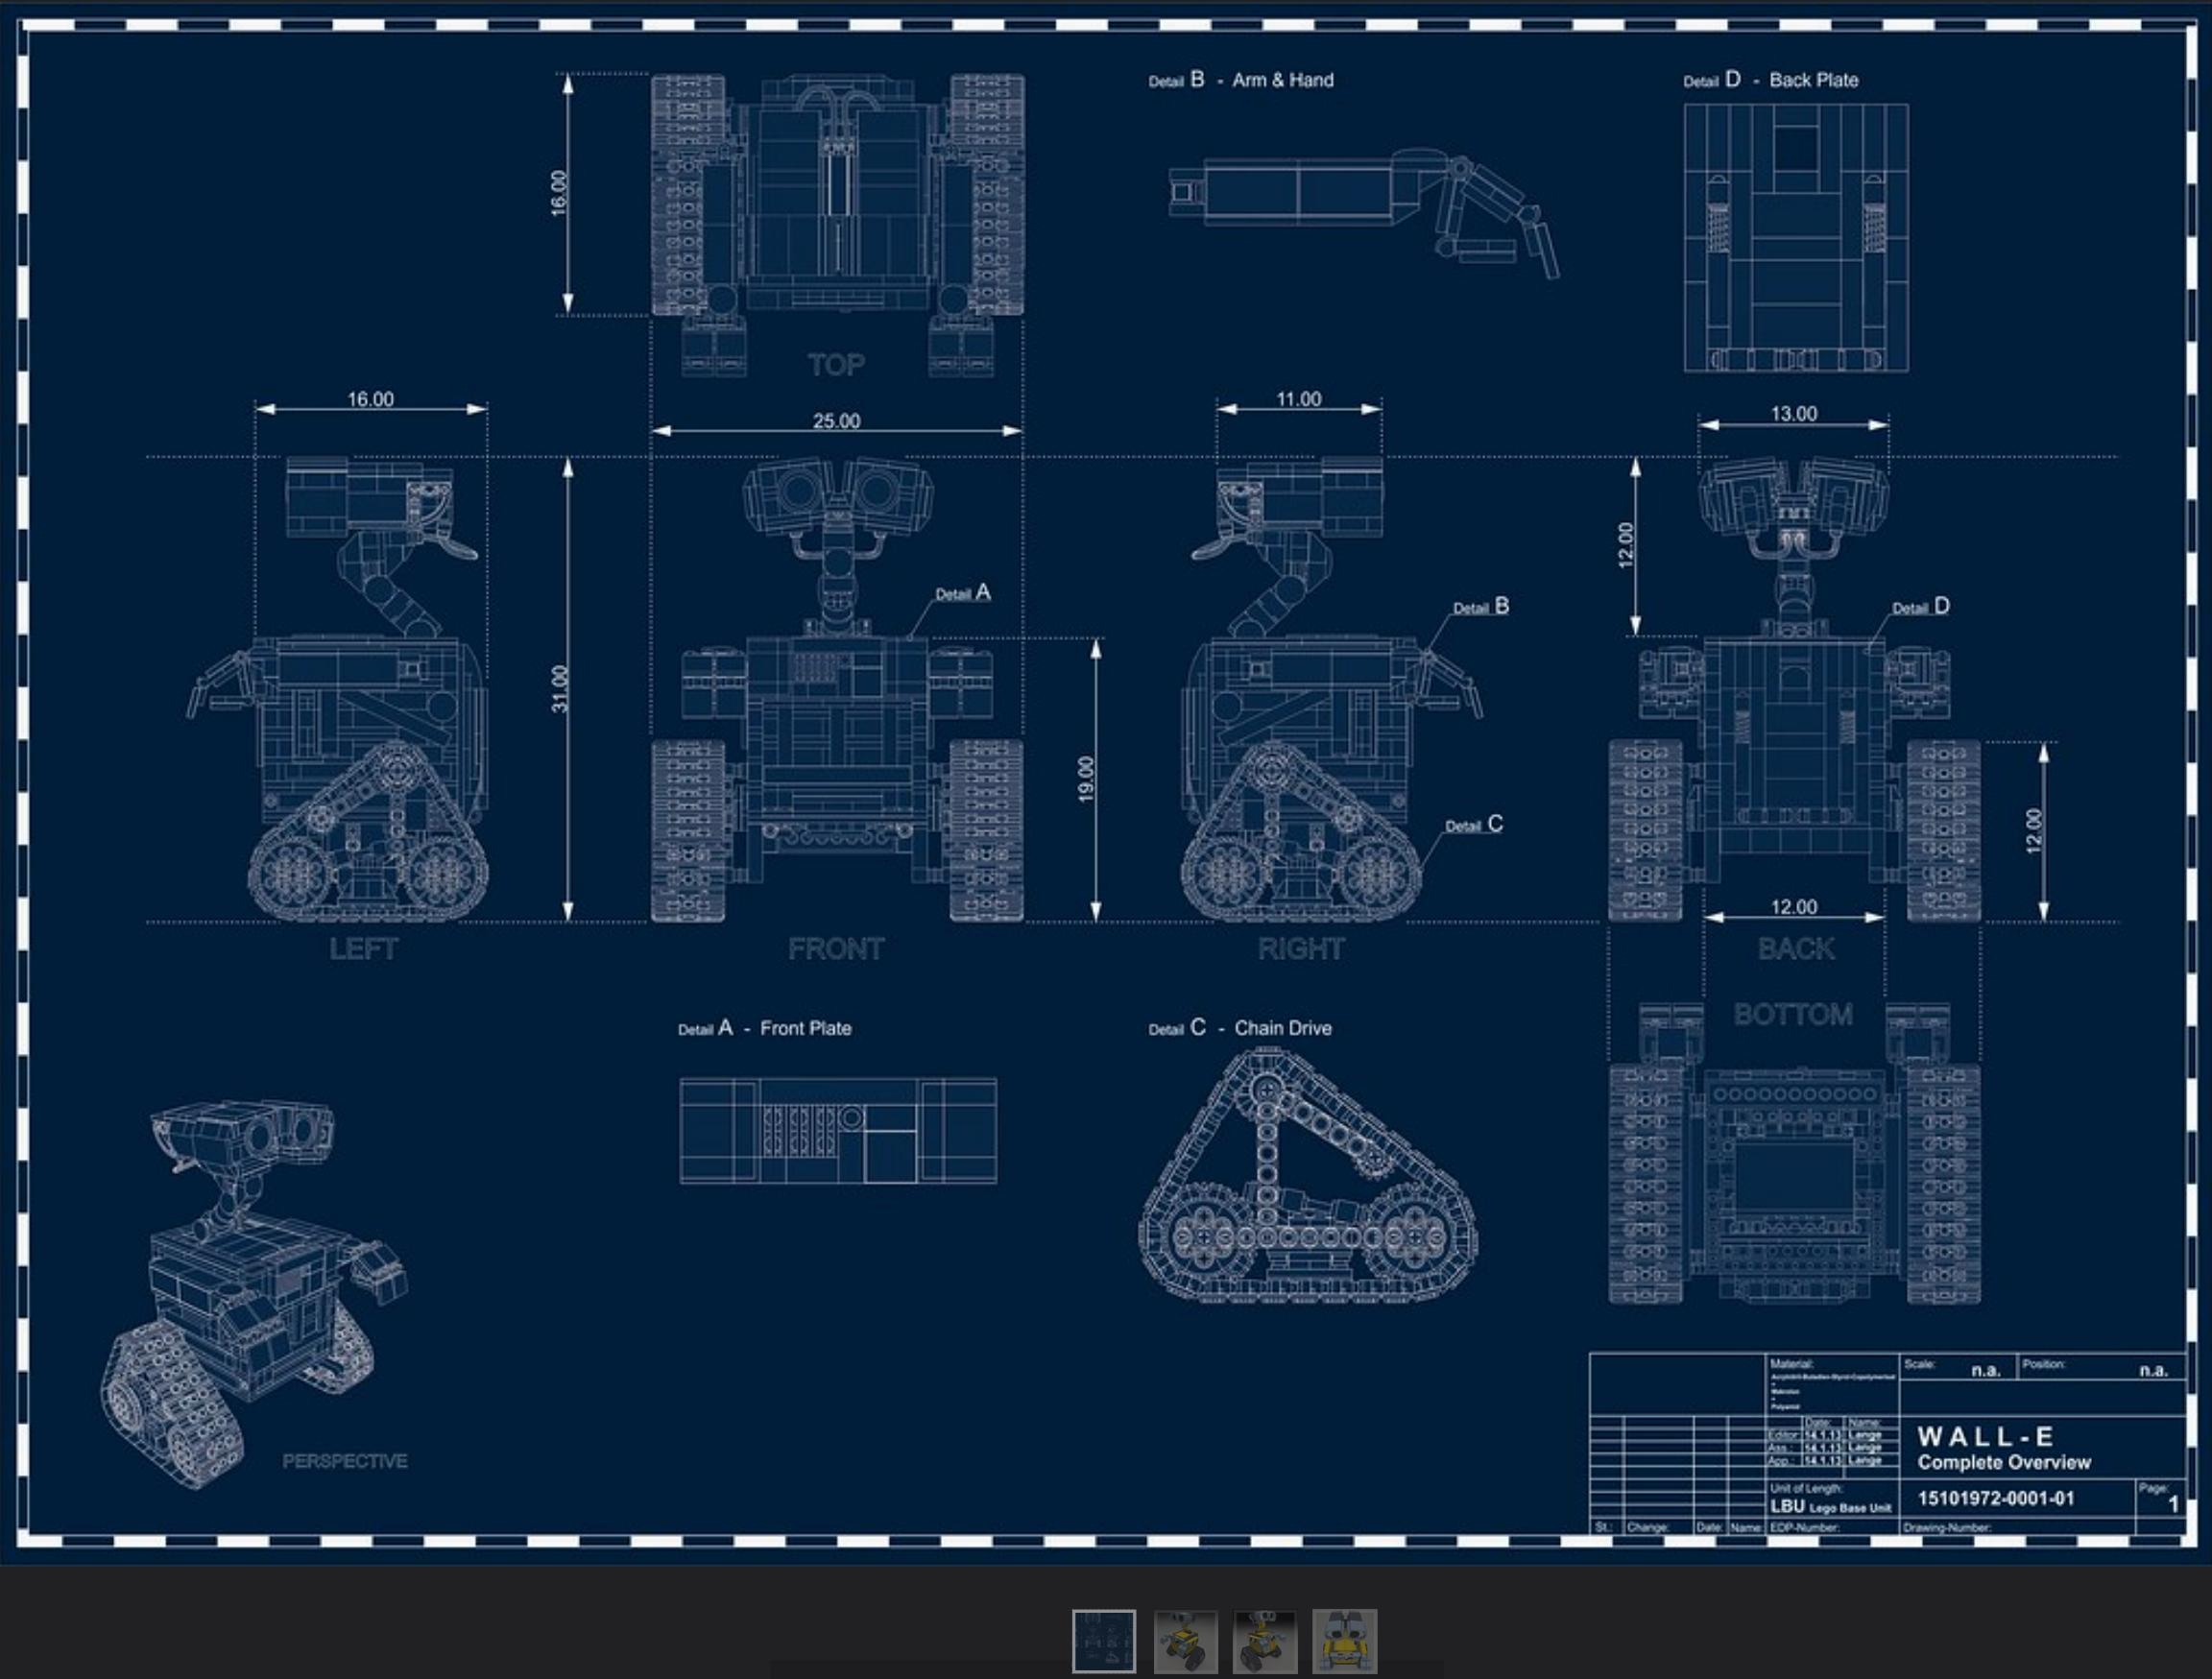 Detail B - Arm & Hand
Detail D - Back Plate
16.00
TOP
16.00
25.00
11.00
13.00
31.00
Detail A
19.00
Detail B
Detail C
12.00
Detail D
12.00
12.00
LEFT
FRONT
RIGHT
BACK
BOTTOM
Detail A - Front Plate
Detail C - Chain Drive
PERSPECTIVE
Material:
Scale: n.a.
Position: n.a.
Date: Name:
Editor: 14.1.13 Lange
Ass.: 14.1.13 Lange
App.: 14.1.13 Lange
WALL-E
Complete Overview
Unit of Length:
LBU Lego Base Unit
15101972-0001-01
Page: 1
St.: Change: Date: Name: EDP-Number: Drawing-Number: